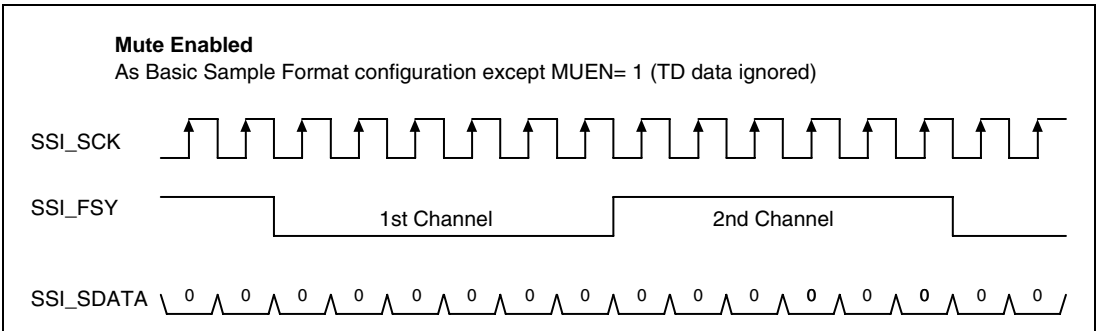 Mute Enabled
As Basic Sample Format configuration except MUEN= 1 (TD data ignored)
SSI_SCK
SSI_FSY 1st Channel 2nd Channel
SSI_SDATA 0 0 0 0 0 0 0 0 0 0 0 0 0 0 0 0